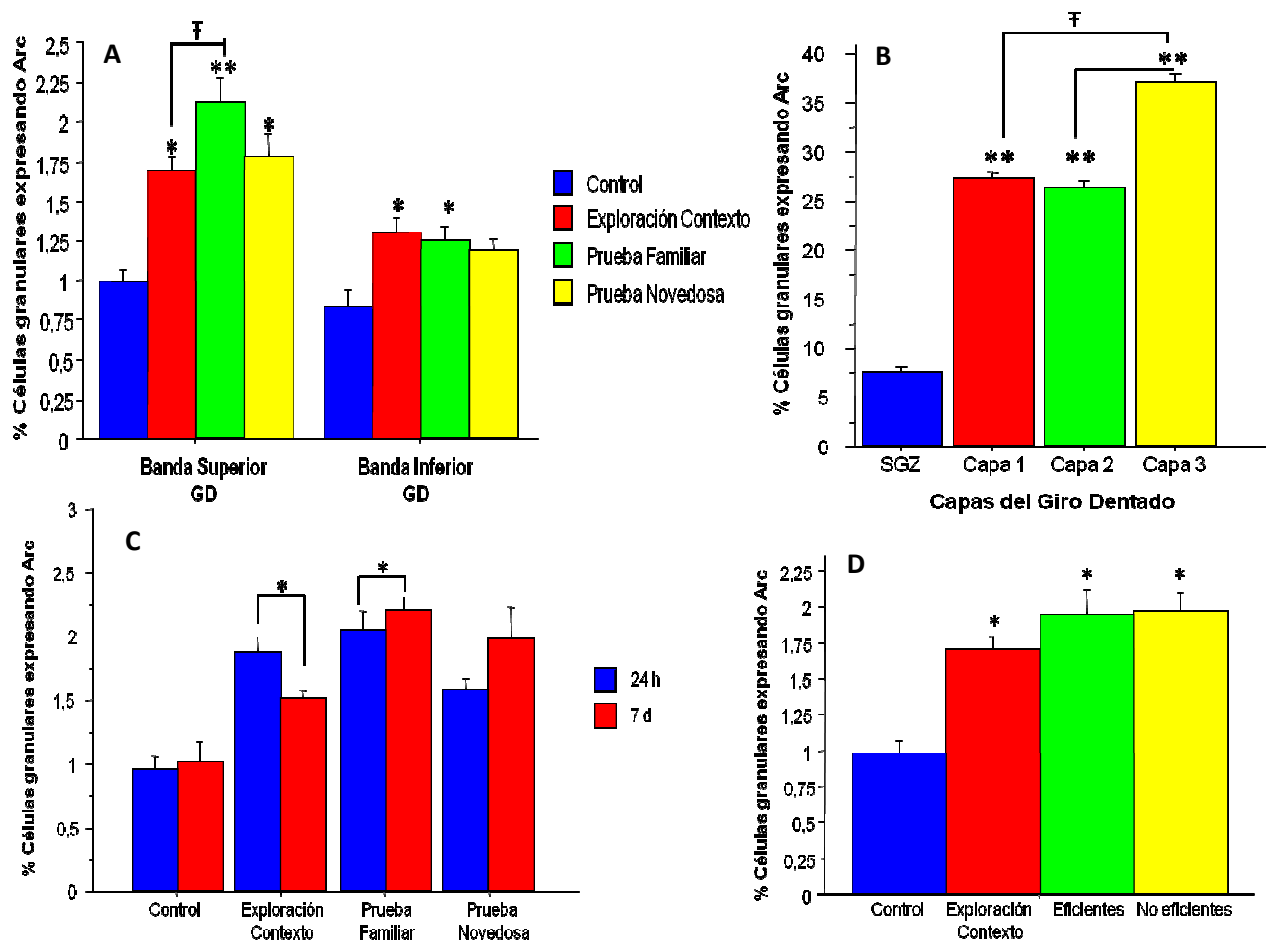 A
% Células granulares expresando Arc
2,5
2,25
2
1,75
1,5
1,25
1
0,75
0,5
0,25
0
Ŧ
*
**
*
*
*
Banda Superior
GD
Banda Inferior
GD
Control
Exploración Contexto
Prueba Familiar
Prueba Novedosa
B
% Células granulares expresando Arc
40
35
30
25
20
15
10
5
0
Ŧ
**
**
**
SGZ
Capa 1
Capa 2
Capa 3
Capas del Giro Dentado
C
% Células granulares expresando Arc
3
2,5
2
1,5
1
0,5
0
*
*
Control
Exploración
Contexto
Prueba
Familiar
Prueba
Novedosa
24 h
7 d
D
% Células granulares expresando Arc
2,25
2
1,75
1,5
1,25
1
0,75
0,5
0,25
0
*
*
*
Control
Exploración
Contexto
Eficientes
No eficientes